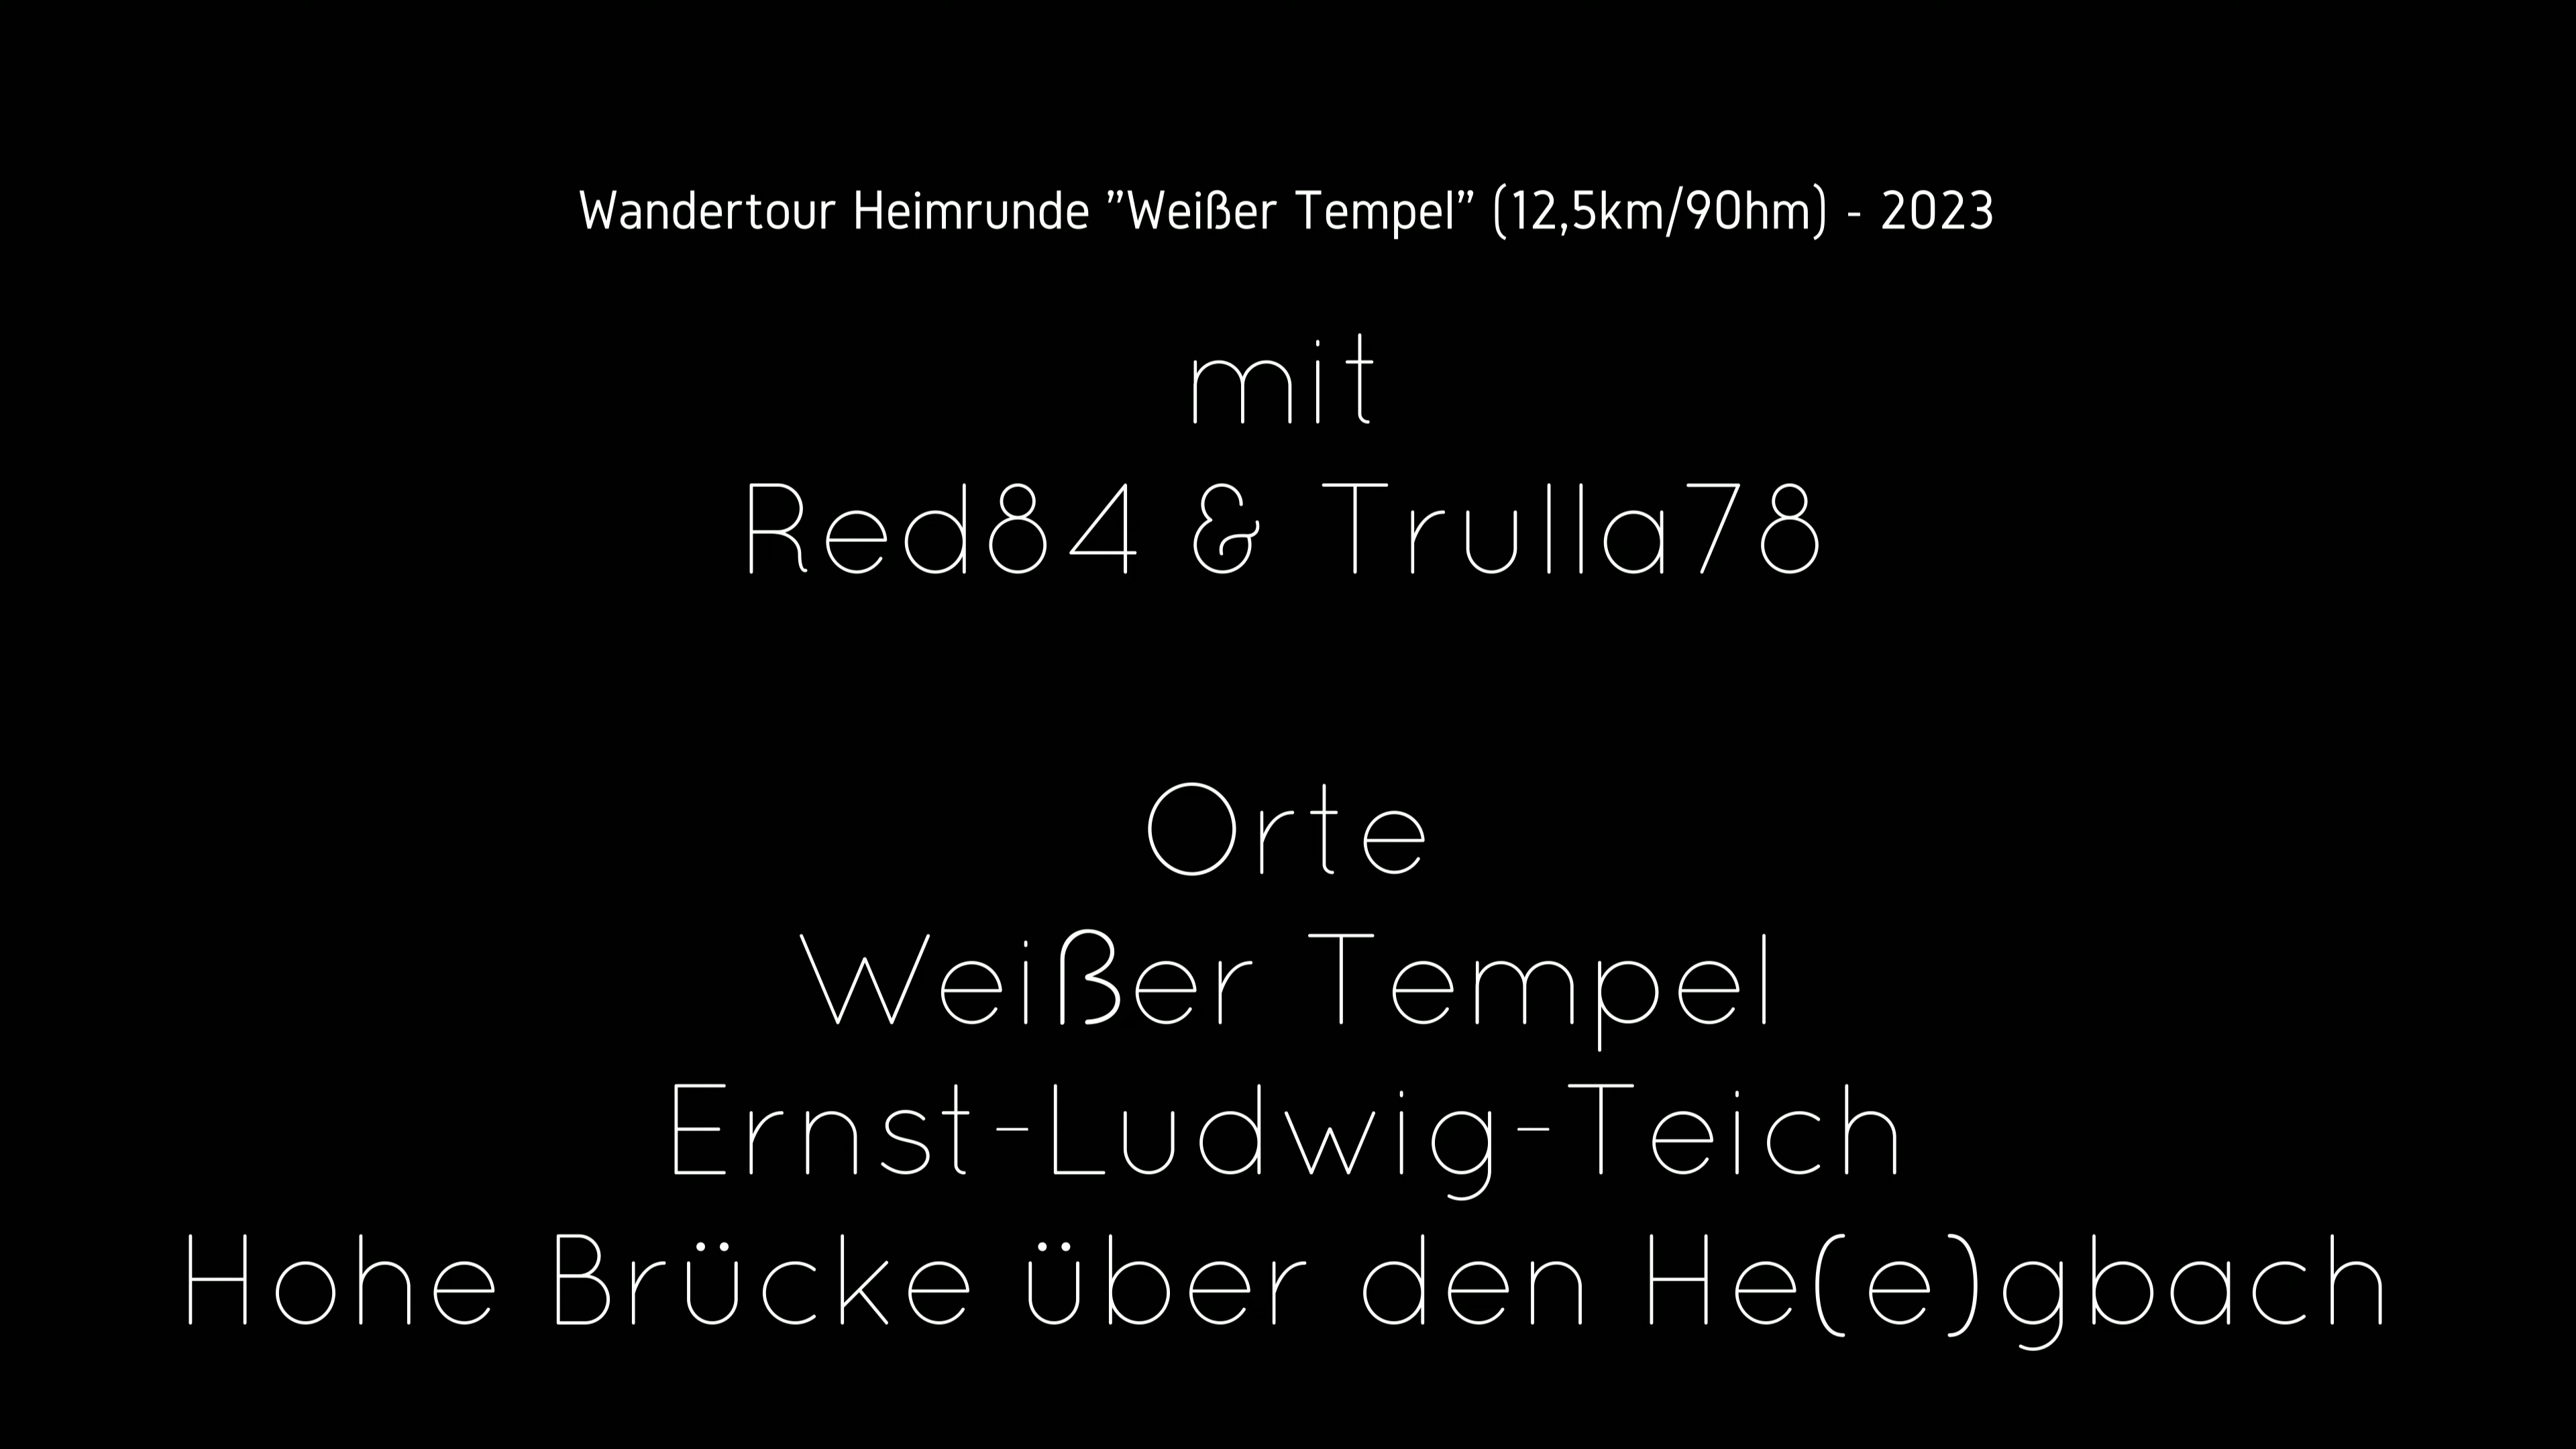 Wandertour Heimrunde "Weißer Tempel" (12,5km/90hm) - 2023
mit
Red84 & Trulla78
Orte
Weißer Tempel
Ernst-Ludwig-Teich
Hohe Brücke über den He(e)gbach